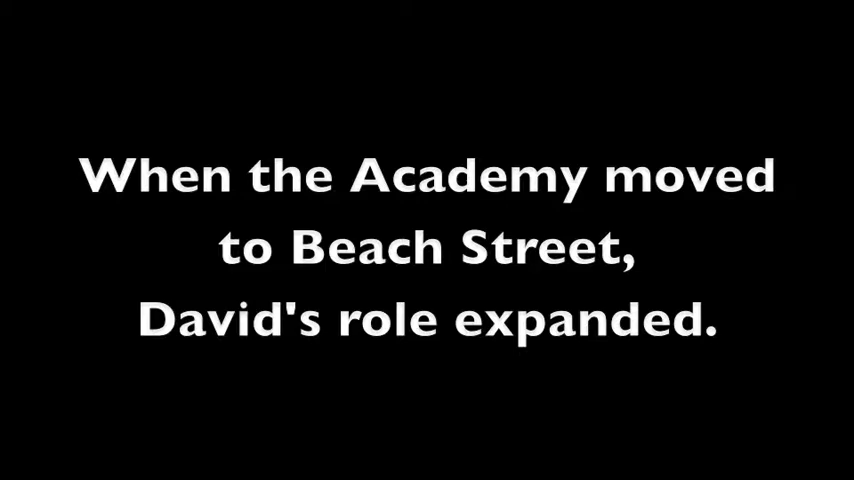 When the Academy moved
to Beach Street,
David's role expanded.